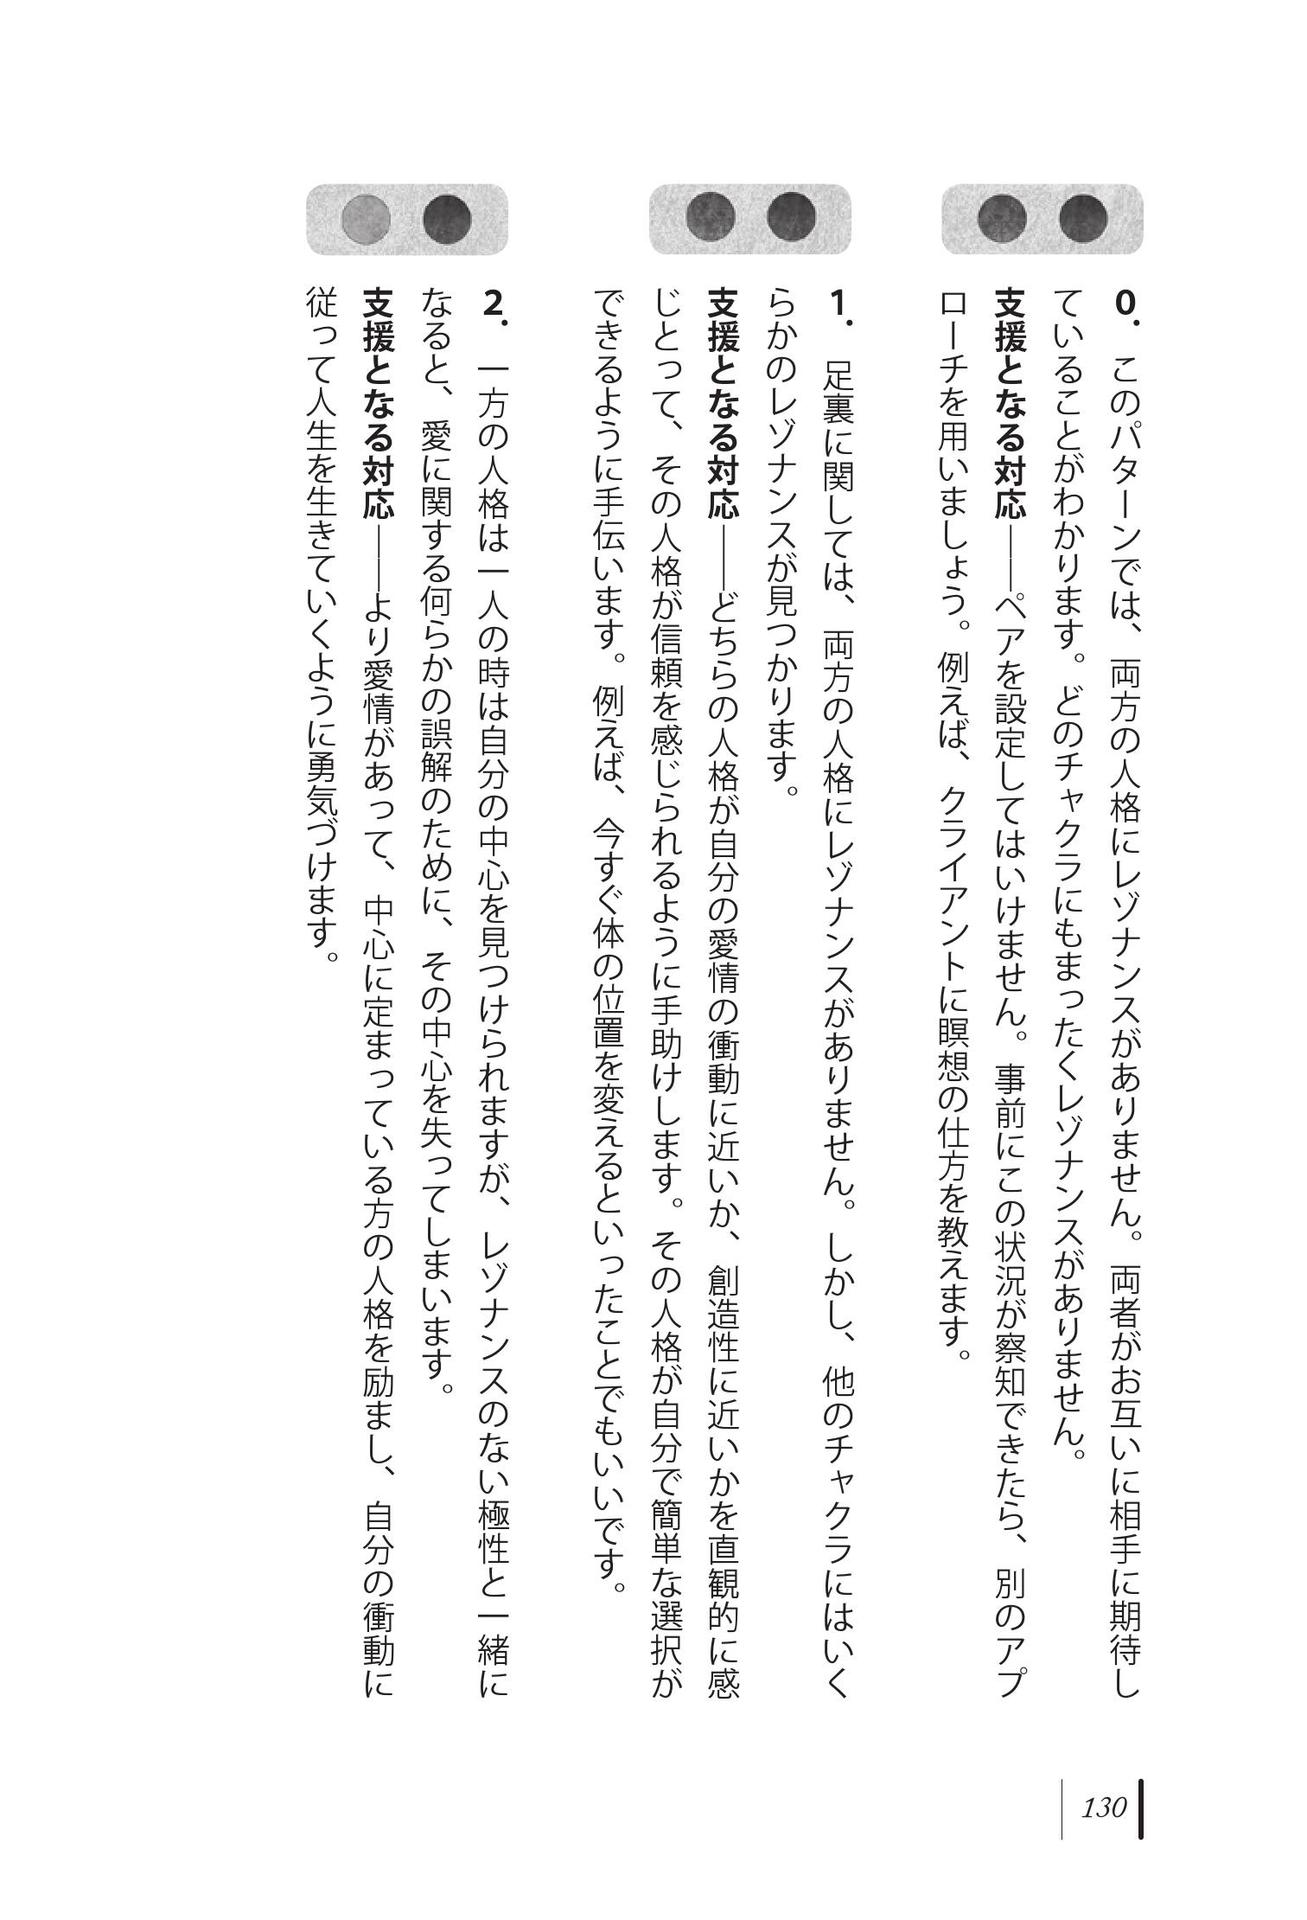 0．このパターンでは、両方の人格にレゾナンスがありません。両者がお互いに相手に期待し
ていることがわかります。どのチャクラにもまったくレゾナンスがありません。
支援となる対応――ペアを設定してはいけません。事前にこの状況が察知できたら、別のアプ
ローチを用いましょう。例えば、クライアントに瞑想の仕方を教えます。
1．足裏に関しては、両方の人格にレゾナンスがありません。しかし、他のチャクラにはいく
らかのレゾナンスが見つかります。
支援となる対応――どちらの人格が自分の愛情の衝動に近いか、創造性に近いかを直観的に感
じとって、その人格が信頼を感じられるように手助けします。その人格が自分で簡単な選択が
できるように手伝います。例えば、今すぐ体の位置を変えるといったことでもいいです。
2．一方の人格は一人の時は自分の中心を見つけられますが、レゾナンスのない極性と一緒に
なると、愛に関する何らかの誤解のために、その中心を失ってしまいます。
支援となる対応――より愛情があって、中心に定まっている方の人格を励まし、自分の衝動に
従って人生を生きていくように勇気づけます。
130